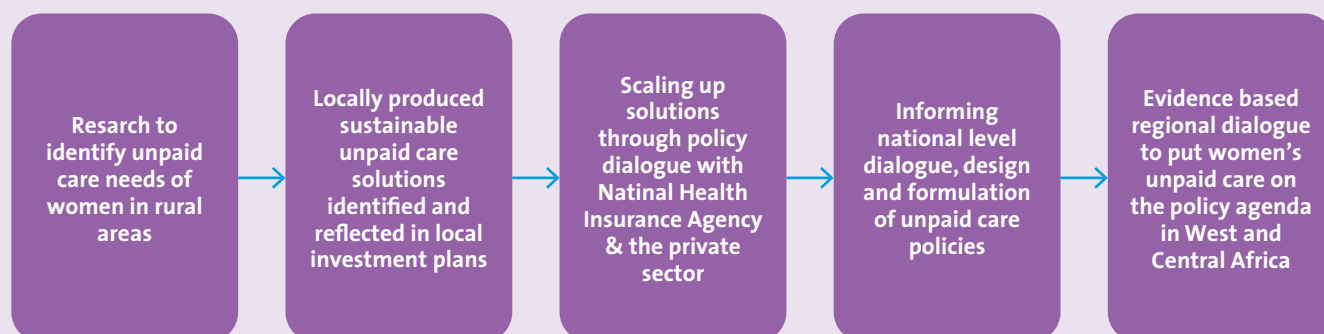 Resarch to
identify unpaid
care needs of
women in rural
areas
Locally produced
sustainable
unpaid care
solutions
identified and
reflected in local
investment plans
Scaling up
solutions
through policy
dialogue with
Natinal Health
Insurance Agency
& the private
sector
Informing
national level
dialogue, design
and formulation
of unpaid care
policies
Evidence based
regional dialogue
to put women's
unpaid care on
the policy agenda
in West and
Central Africa